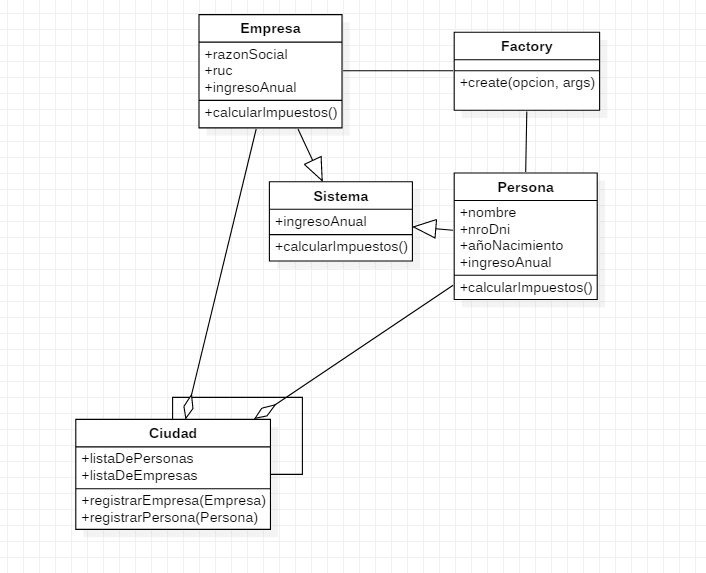 Empresa
+razonSocial
+ruc
+ingresoAnual
+calcularImpuestos()
Factory
+create(opcion, args)
Sistema
+ingresoAnual
+calcularImpuestos()
Persona
+nombre
+nroDni
+añoNacimiento
+ingresoAnual
+calcularImpuestos()
Ciudad
+listaDePersonas
+listaDeEmpresas
+registrarEmpresa(Empresa)
+registrarPersona(Persona)